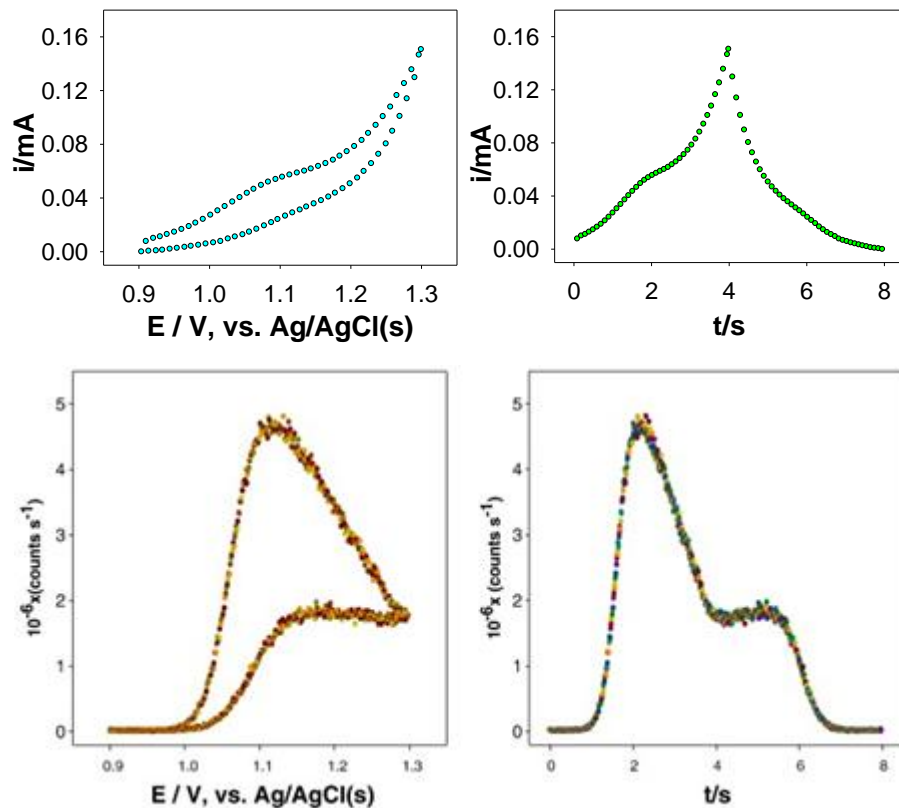 0.16
0.12
i/mA
0.08
0.04
0.00
0.9 1.0 1.1 1.2 1.3
E / V, vs. Ag/AgCl(s)
0.16
0.12
i/mA
0.08
0.04
0.00
0 2 4 6 8
t/s
5
4
3
10⁻⁶x(counts s⁻¹)
2
1
0
0.9 1.0 1.1 1.2 1.3
E / V, vs. Ag/AgCl(s)
5
4
3
10⁻⁶x (counts s⁻¹)
2
1
0
0 2 4 6 8
t/s